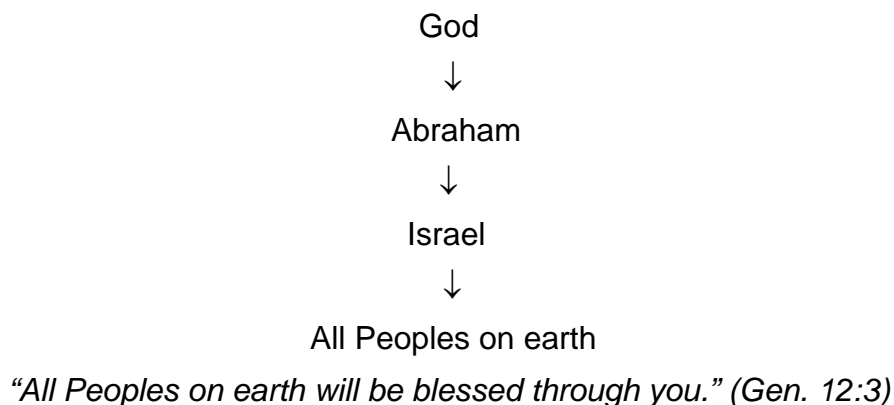 God
↓
Abraham
↓
Israel
↓
All Peoples on earth
“All Peoples on earth will be blessed through you.” (Gen. 12:3)